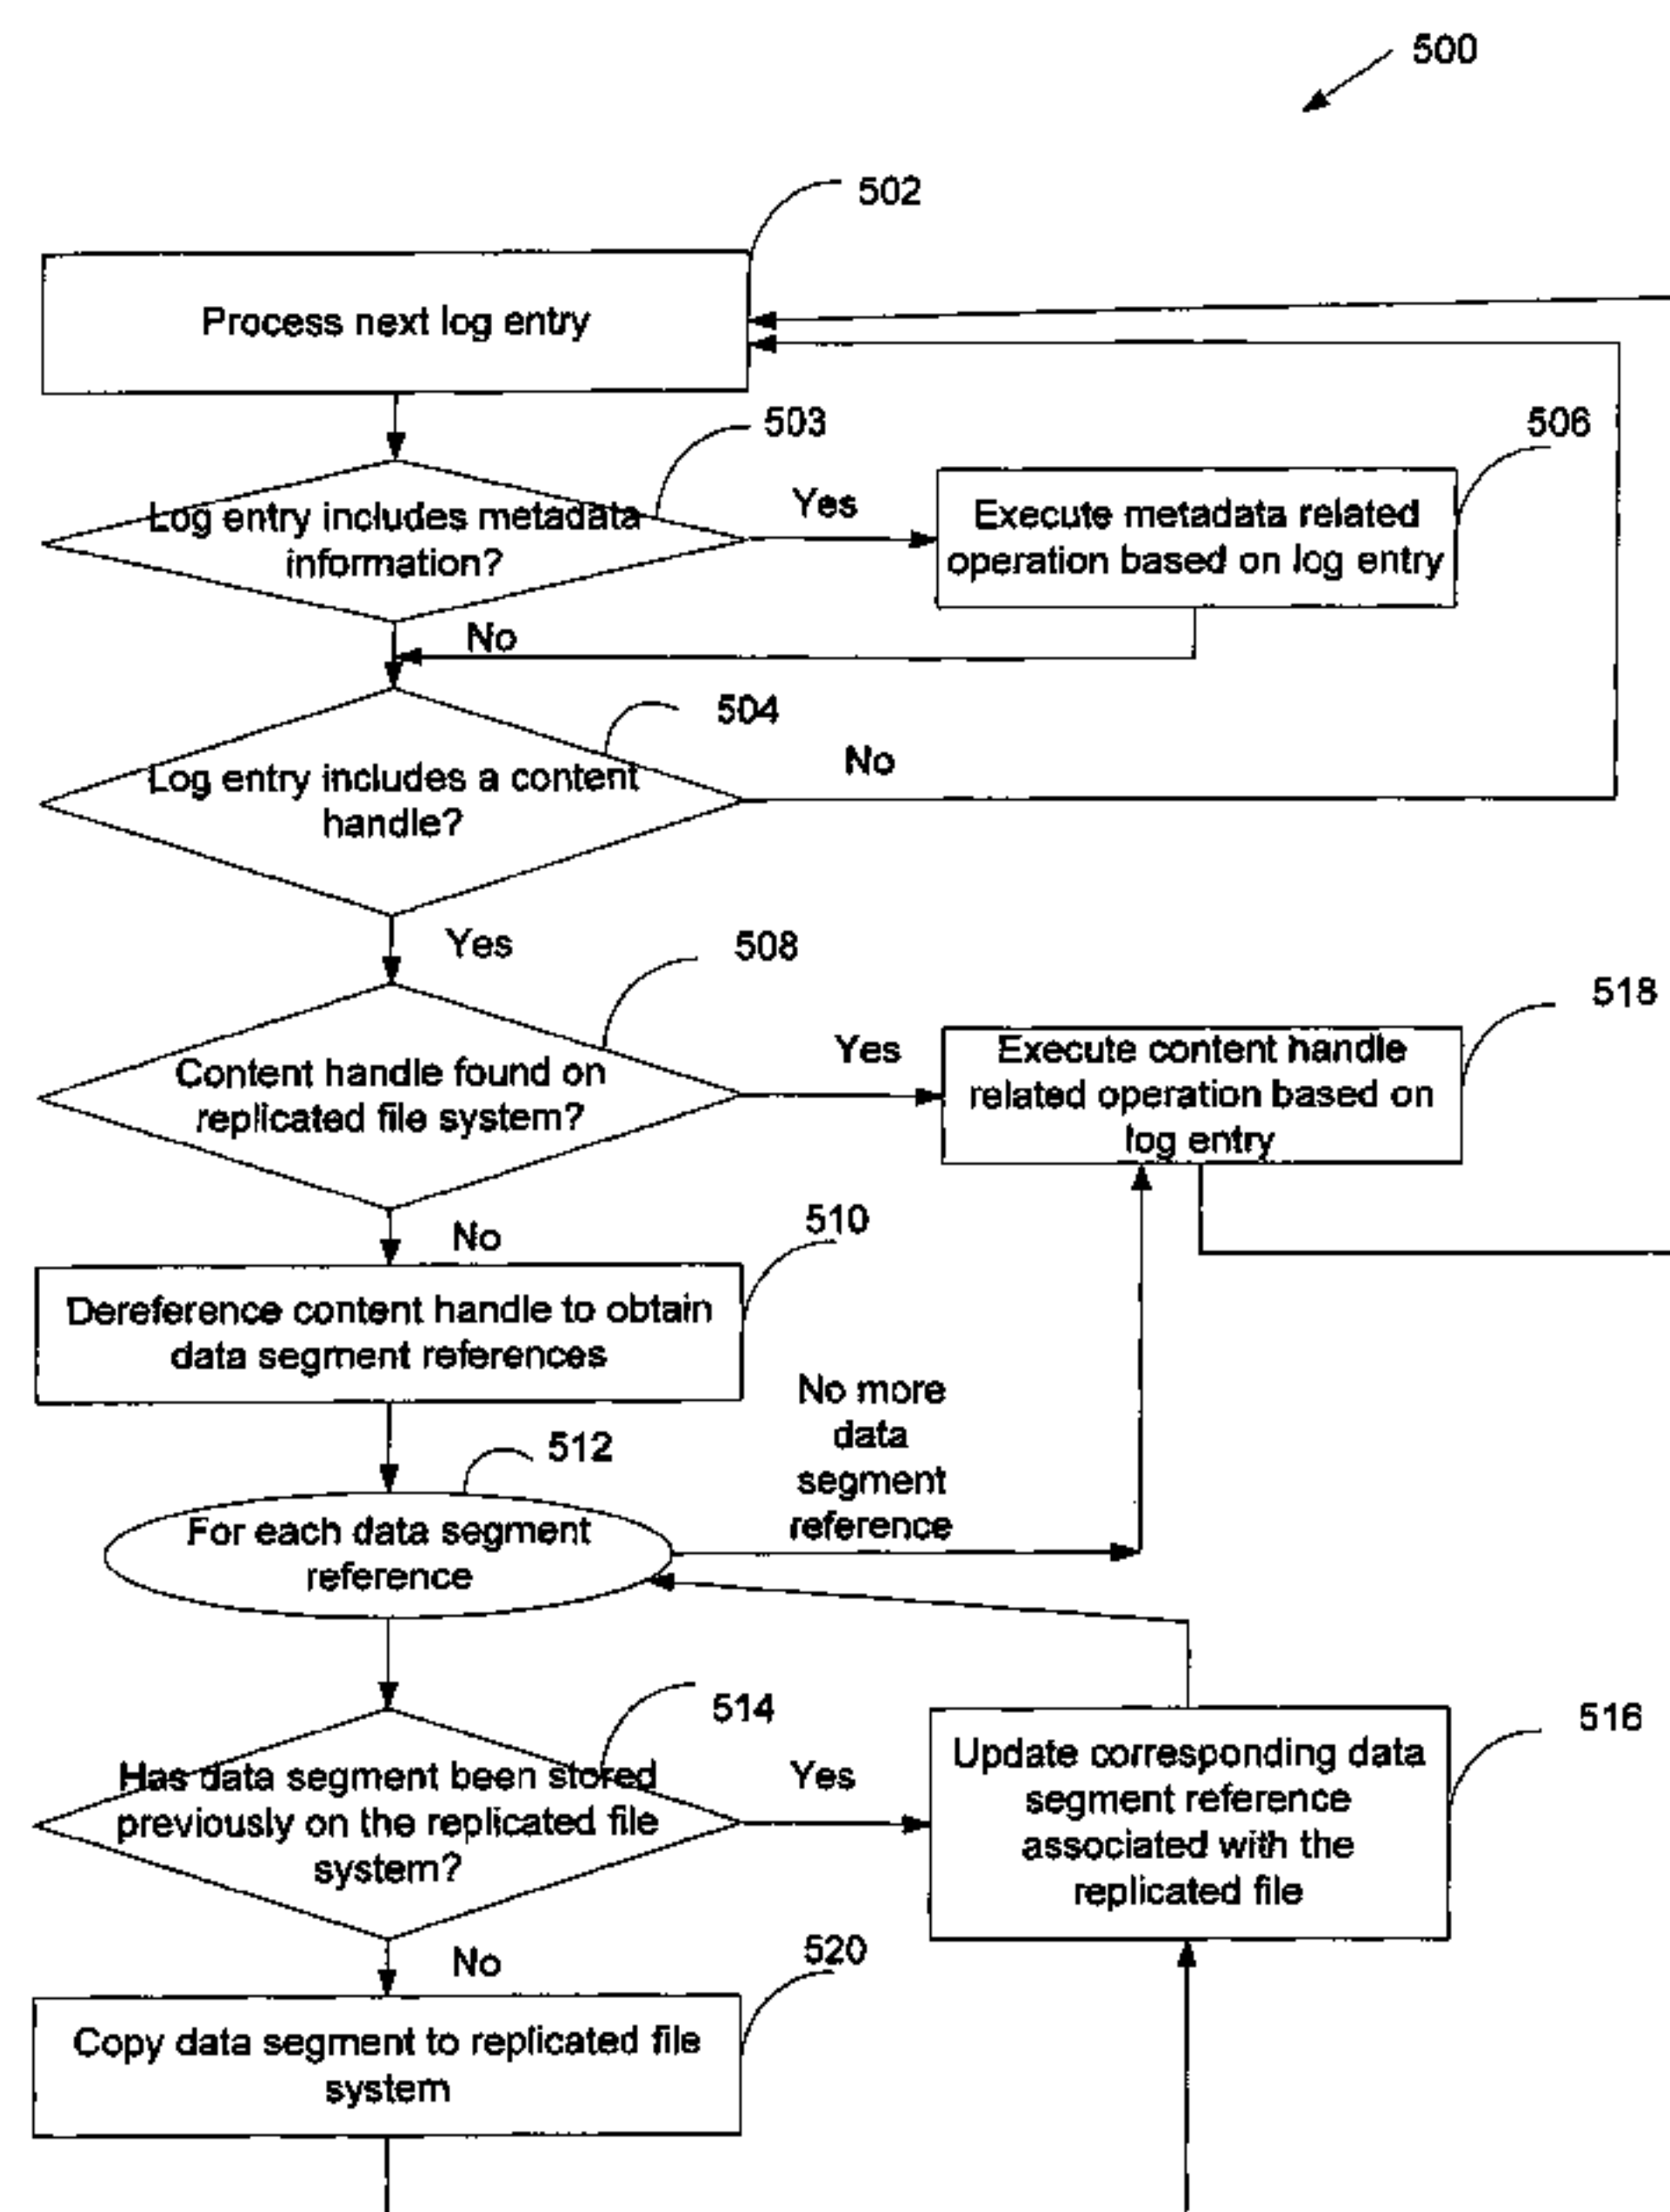 500
502
Process next log entry
503
506
Log entry includes metadata
information?
Yes
Execute metadata related
operation based on log entry
No
504
Log entry includes a content
handle?
No
Yes
508
518
Content handle found on
replicated file system?
Yes
Execute content handle
related operation based on
log entry
No
510
Dereference content handle to obtain
data segment references
No more
data
segment
reference
512
For each data segment
reference
514
516
Has data segment been stored
previously on the replicated file
system?
Yes
Update corresponding data
segment reference
associated with the
replicated file
No
520
Copy data segment to replicated file
system